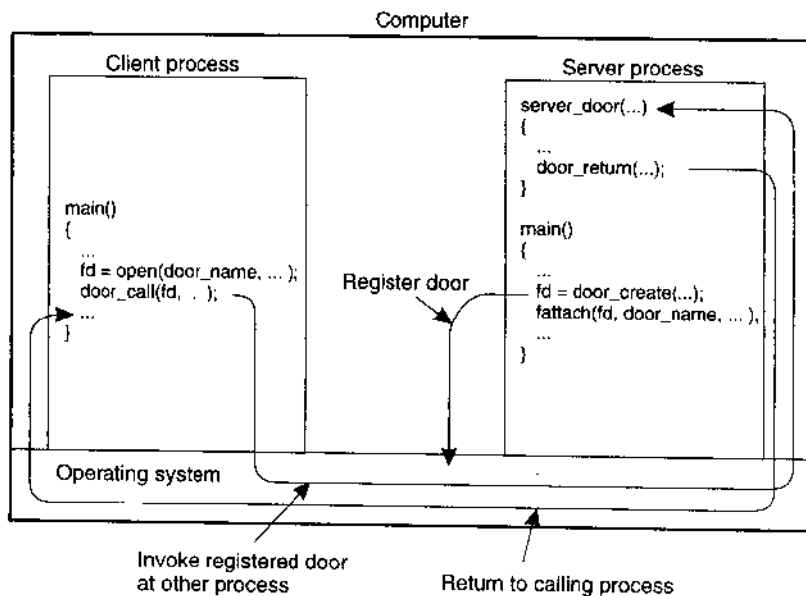 Computer
Client process
main()
{
...
fd = open(door_name, ... );
door_call(fd, . . );
...
}
Server process
server_door(...)
{
...
door_return(...);
}
main()
{
...
fd = door_create(...);
fattach(fd, door_name, ... ),
...
}
Register door
Operating system
Invoke registered door
at other process
Return to calling process